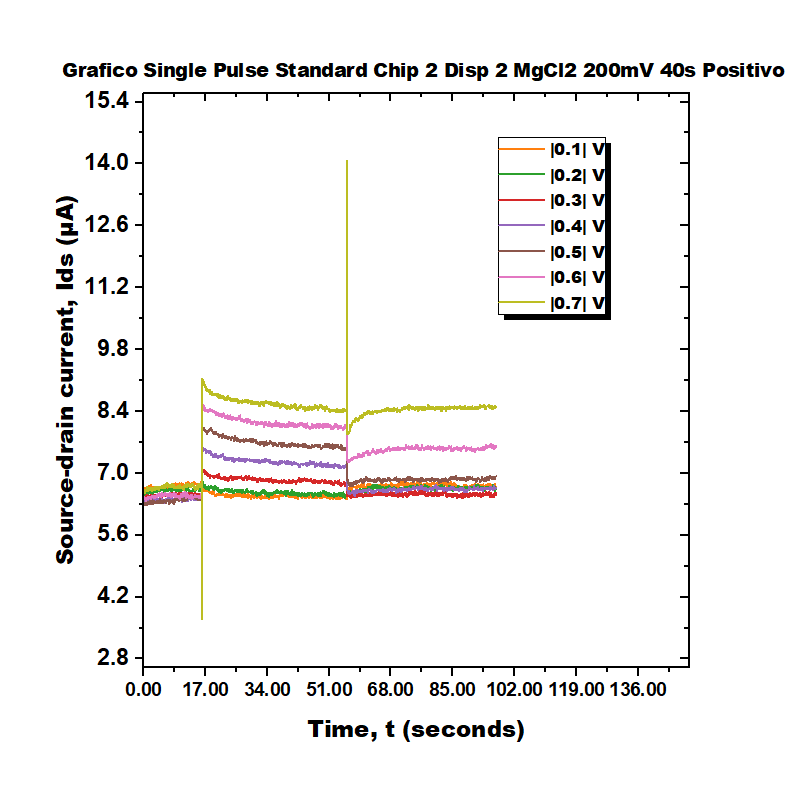 Grafico Single Pulse Standard Chip 2 Disp 2 MgCl2 200mV 40s Positivo
15.4
14.0
12.6
11.2
9.8
8.4
7.0
5.6
4.2
2.8
Source-drain current, Ids (µA)
|0.1| V
|0.2| V
|0.3| V
|0.4| V
|0.5| V
|0.6| V
|0.7| V
0.00 17.00 34.00 51.00 68.00 85.00 102.00 119.00 136.00
Time, t (seconds)